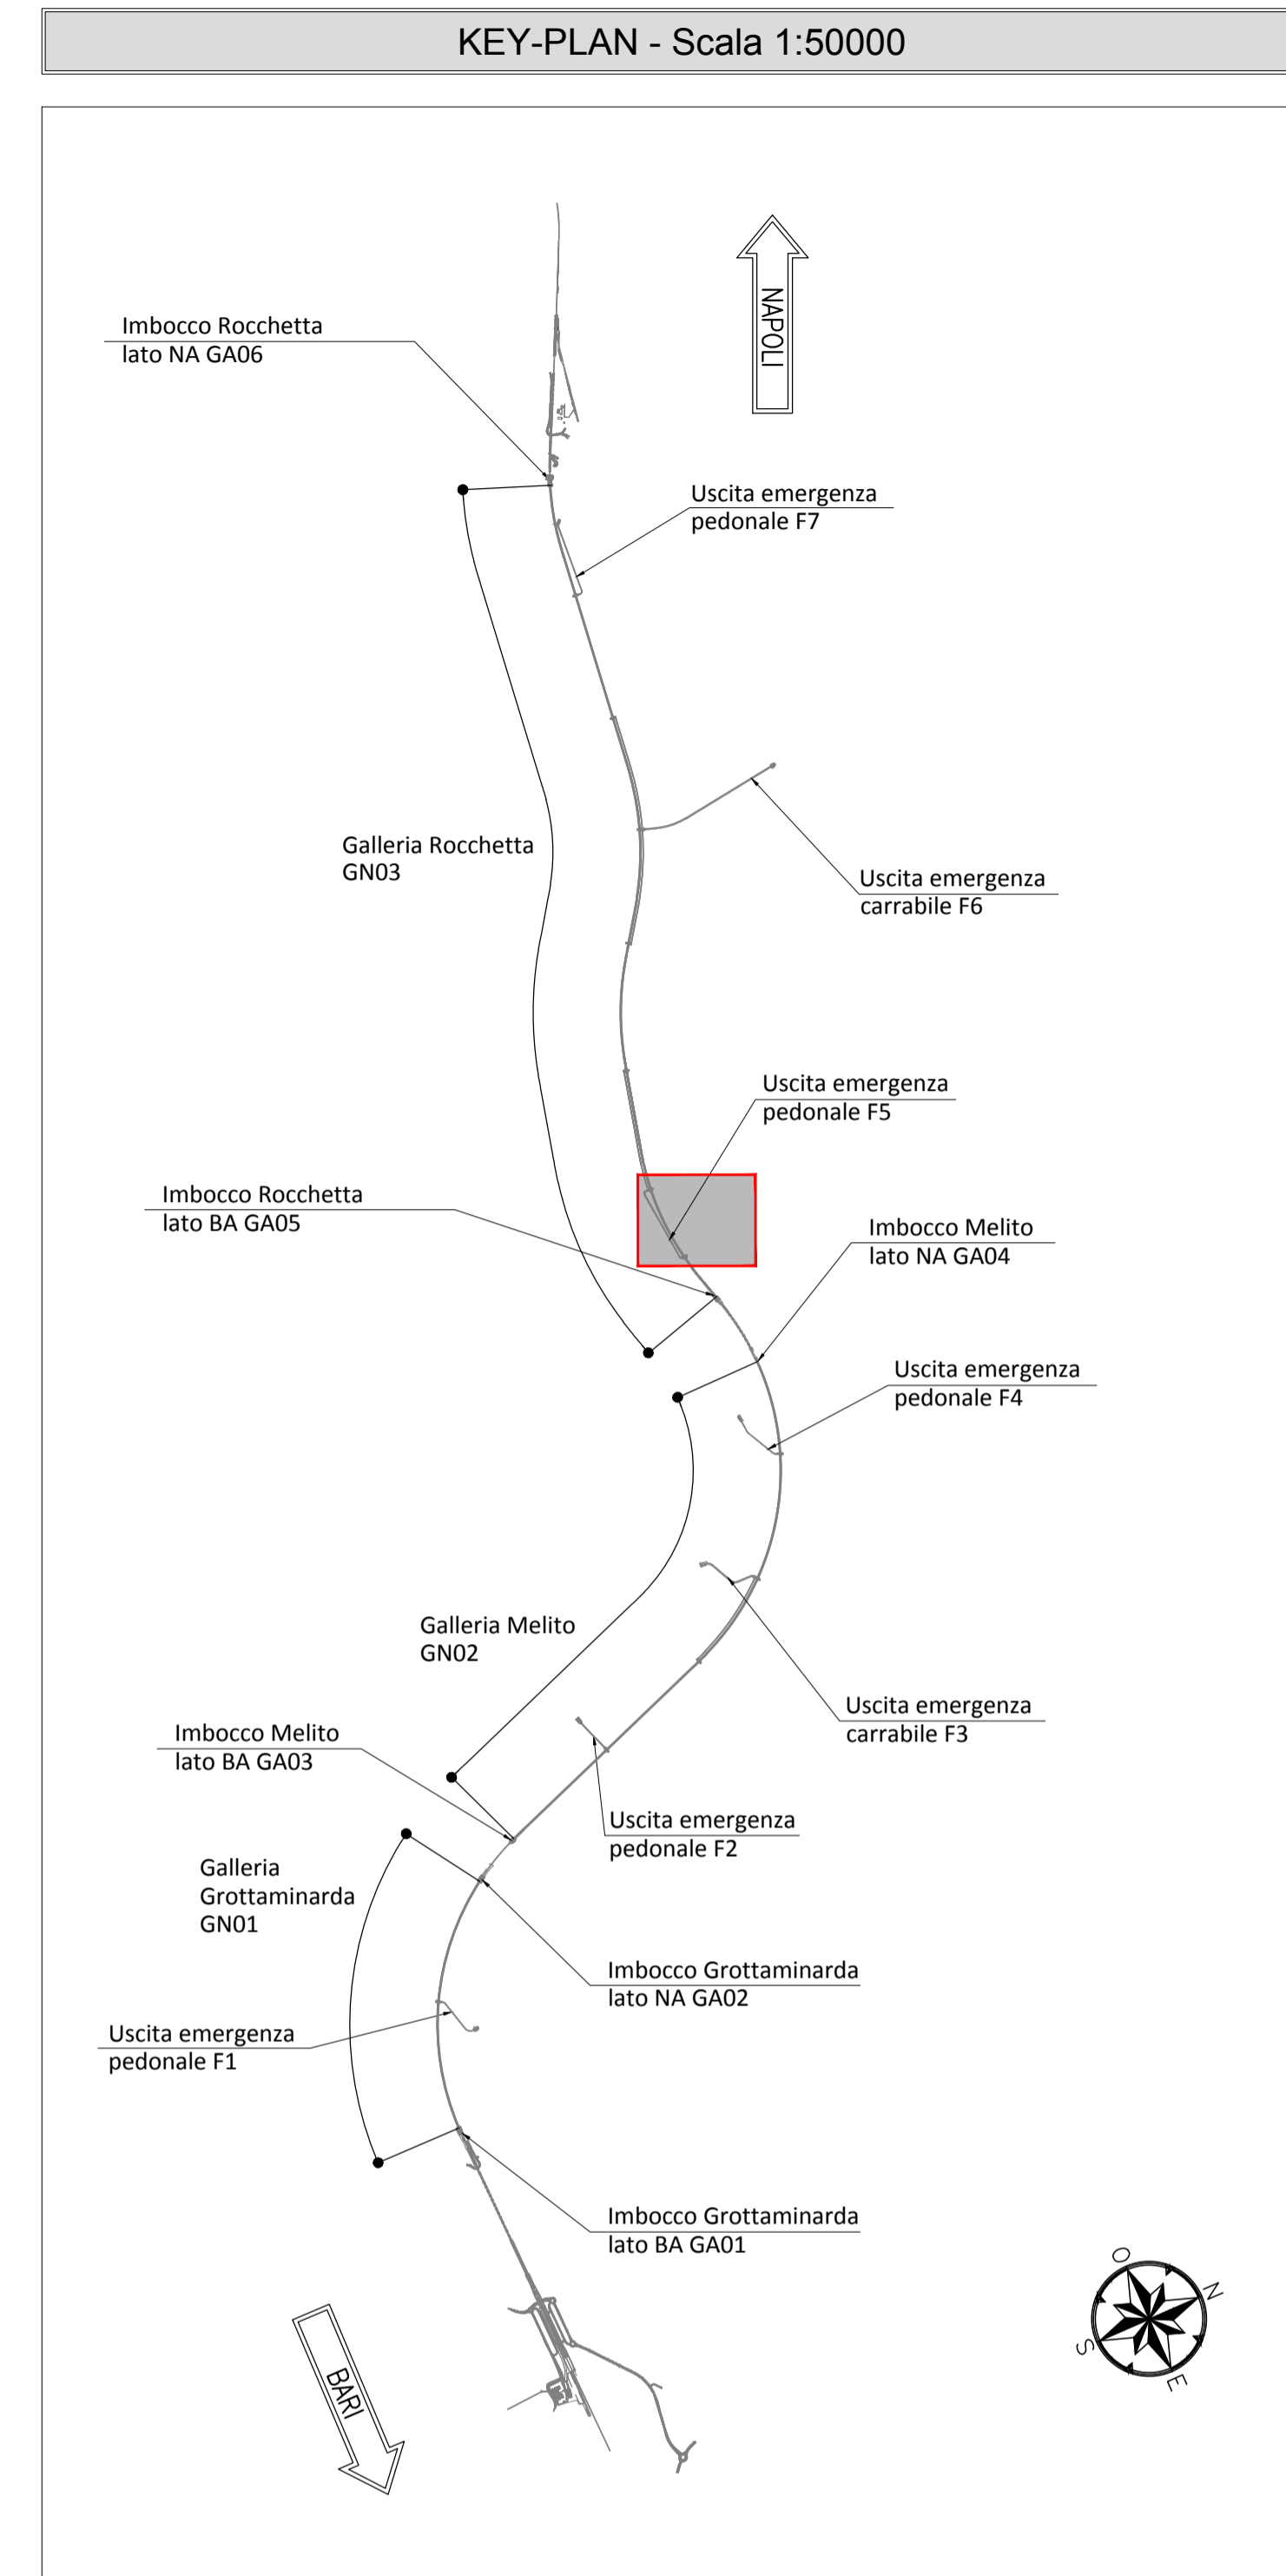 KEY-PLAN - Scala 1:50000
NAPOLI
Imbocco Rocchetta
lato NA GA06
Uscita emergenza
pedonale F7
Galleria Rocchetta
GN03
Uscita emergenza
carrabile F6
Uscita emergenza
pedonale F5
Imbocco Rocchetta
lato BA GA05
Imbocco Melito
lato NA GA04
Uscita emergenza
pedonale F4
Galleria Melito
GN02
Uscita emergenza
carrabile F3
Imbocco Melito
lato BA GA03
Uscita emergenza
pedonale F2
Galleria
Grottaminarda
GN01
Imbocco Grottaminarda
lato NA GA02
Uscita emergenza
pedonale F1
Imbocco Grottaminarda
lato BA GA01
O
N
S
E
BARI